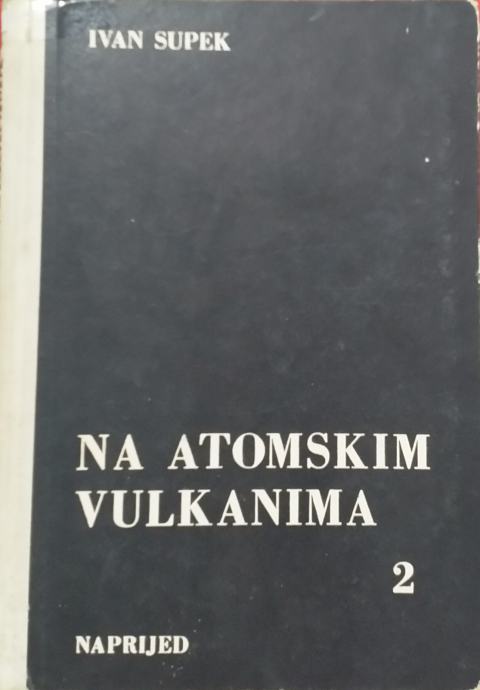 IVAN SUPEK
NA ATOMSKIM
VULKANIMA
2
NAPRIJED